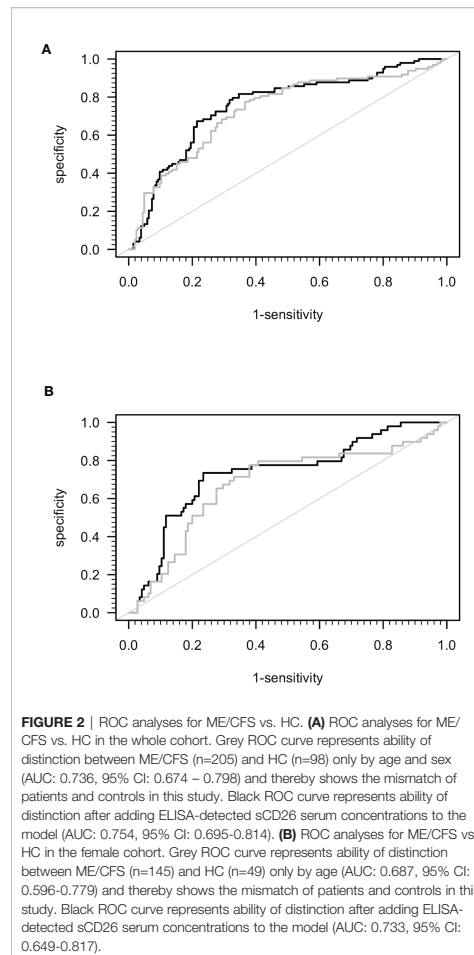 A
1.0
0.8
0.6
0.4
0.2
0.0
specificity
0.0 0.2 0.4 0.6 0.8 1.0
1-sensitivity
B
1.0
0.8
0.6
0.4
0.2
0.0
specificity
0.0 0.2 0.4 0.6 0.8 1.0
1-sensitivity
FIGURE 2 | ROC analyses for ME/CFS vs. HC. (A) ROC analyses for ME/
CFS vs. HC in the whole cohort. Grey ROC curve represents ability of
distinction between ME/CFS (n=205) and HC (n=98) only by age and sex
(AUC: 0.736, 95% CI: 0.674 – 0.798) and thereby shows the mismatch of
patients and controls in this study. Black ROC curve represents ability of
distinction after adding ELISA-detected sCD26 serum concentrations to the
model (AUC: 0.754, 95% CI: 0.695-0.814). (B) ROC analyses for ME/CFS vs
HC in the female cohort. Grey ROC curve represents ability of distinction
between ME/CFS (n=145) and HC (n=49) only by age (AUC: 0.687, 95% CI:
0.596-0.779) and thereby shows the mismatch of patients and controls in this
study. Black ROC curve represents ability of distinction after adding ELISA-
detected sCD26 serum concentrations to the model (AUC: 0.733, 95% CI:
0.649-0.817).